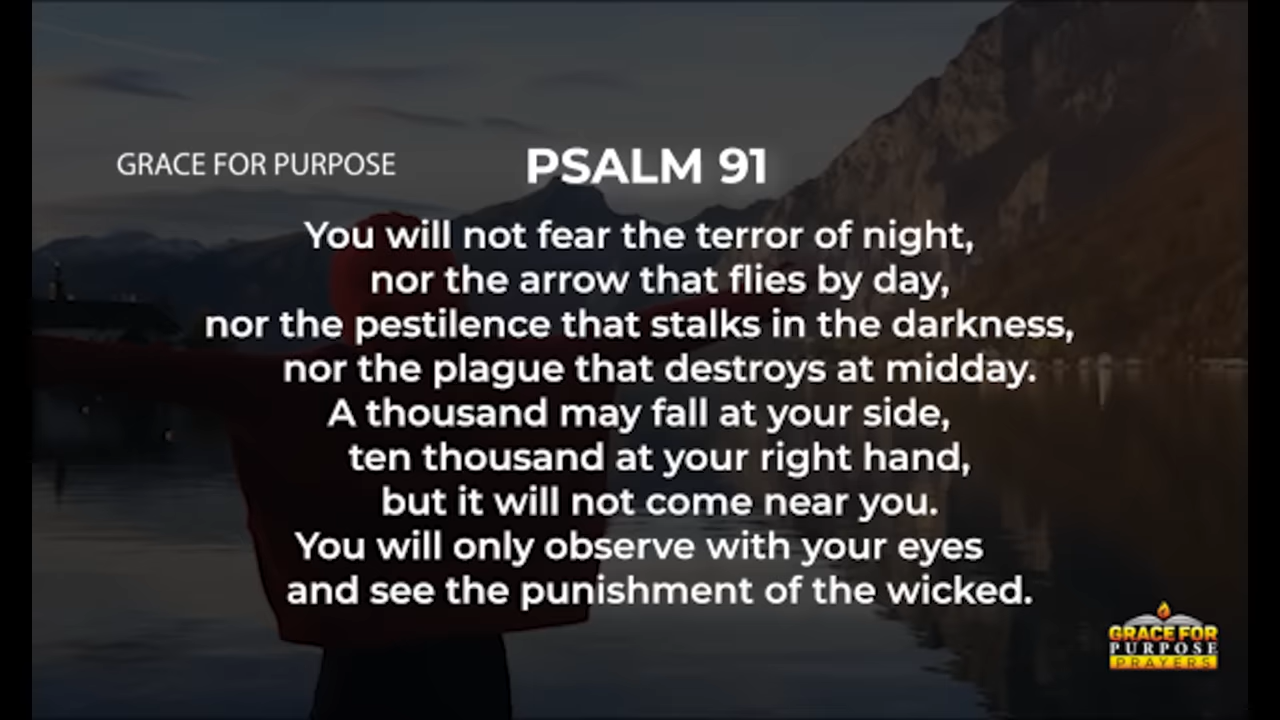 GRACE FOR PURPOSE
PSALM 91
You will not fear the terror of night,
nor the arrow that flies by day,
nor the pestilence that stalks in the darkness,
nor the plague that destroys at midday.
A thousand may fall at your side,
ten thousand at your right hand,
but it will not come near you.
You will only observe with your eyes
and see the punishment of the wicked.
GRACE FOR
PURPOSE
PRAYERS